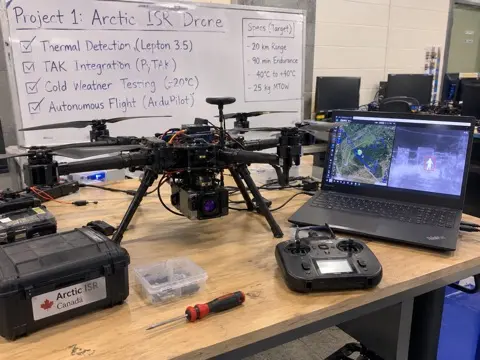 Project 1: Arctic ISR Drone
Thermal Detection (Lepton 3.5)
TAK Integration (PyTAK)
Cold Weather Testing (-20°C)
Autonomous Flight (ArduPilot)
Specs (Target)
- 20 km Range
- 90 min Endurance
- -40°C to +40°C
- 25 kg MTOW
Arctic ISR
Canada
ThinkPad